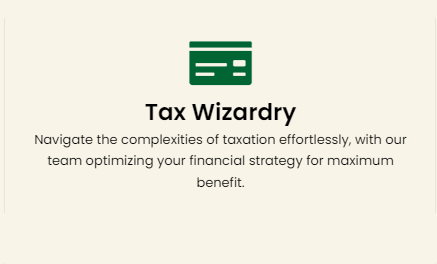 Tax Wizardry
Navigate the complexities of taxation effortlessly, with our
team optimizing your financial strategy for maximum
benefit.